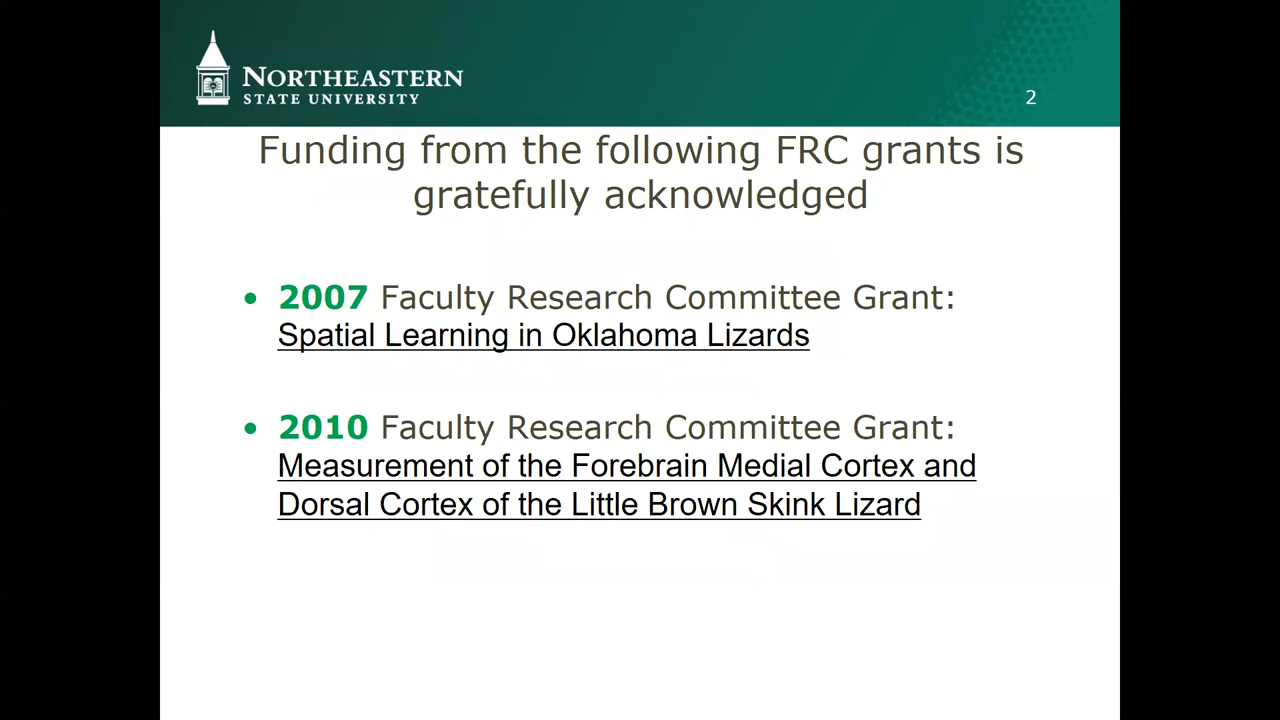 NORTHEASTERN
STATE UNIVERSITY
2
Funding from the following FRC grants is
gratefully acknowledged
• 2007 Faculty Research Committee Grant:
Spatial Learning in Oklahoma Lizards
• 2010 Faculty Research Committee Grant:
Measurement of the Forebrain Medial Cortex and
Dorsal Cortex of the Little Brown Skink Lizard